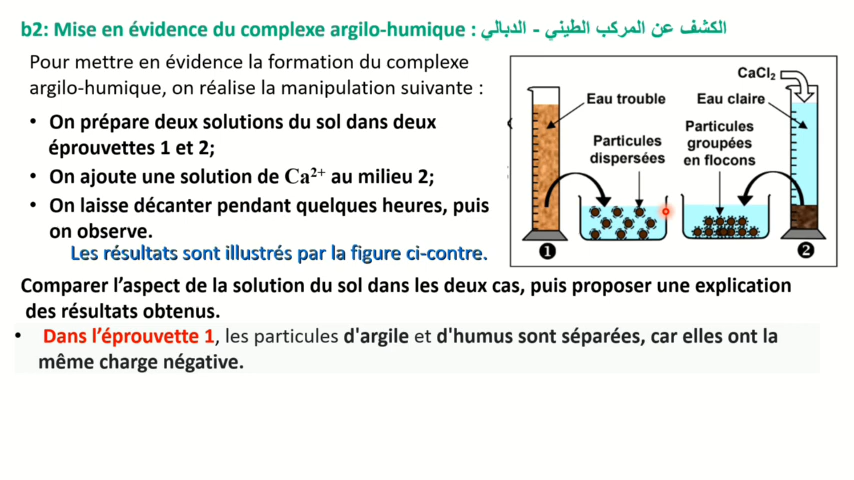 b2: Mise en évidence du complexe argilo-humique : الكشف عن المركب الطيني - الدبالي
Pour mettre en évidence la formation du complexe
argilo-humique, on réalise la manipulation suivante :
• On prépare deux solutions du sol dans deux
éprouvettes 1 et 2;
• On ajoute une solution de Ca²⁺ au milieu 2;
• On laisse décanter pendant quelques heures, puis
on observe.
Les résultats sont illustrés par la figure ci-contre.
CaCl₂
Eau trouble
Eau claire
Particules
dispersées
Particules
groupées
en flocons
❶
❷
Comparer l’aspect de la solution du sol dans les deux cas, puis proposer une explication
des résultats obtenus.
• Dans l’éprouvette 1, les particules d'argile et d'humus sont séparées, car elles ont la
même charge négative.